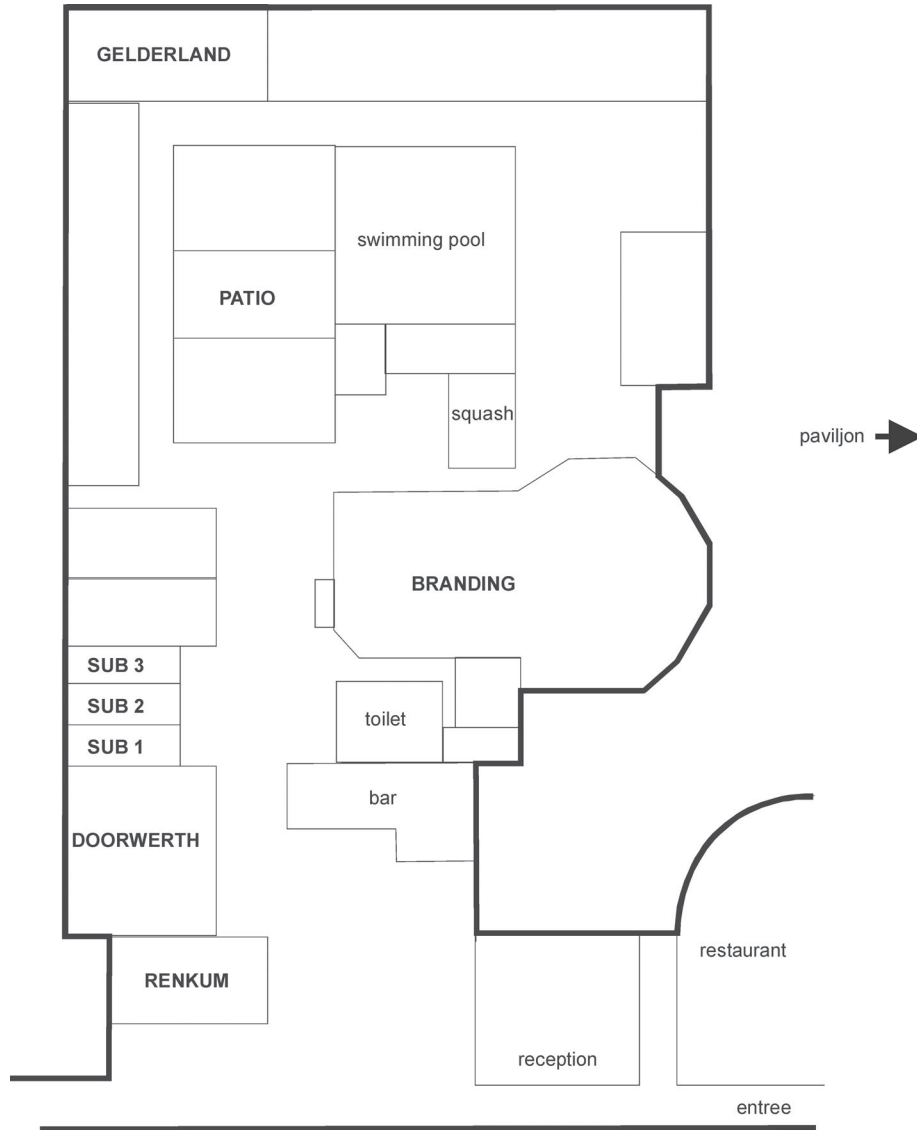 GELDERLAND
swimming pool
PATIO
squash
paviljon
BRANDING
SUB 3
SUB 2
toilet
SUB 1
bar
DOORWERTH
restaurant
RENKUM
reception
entree